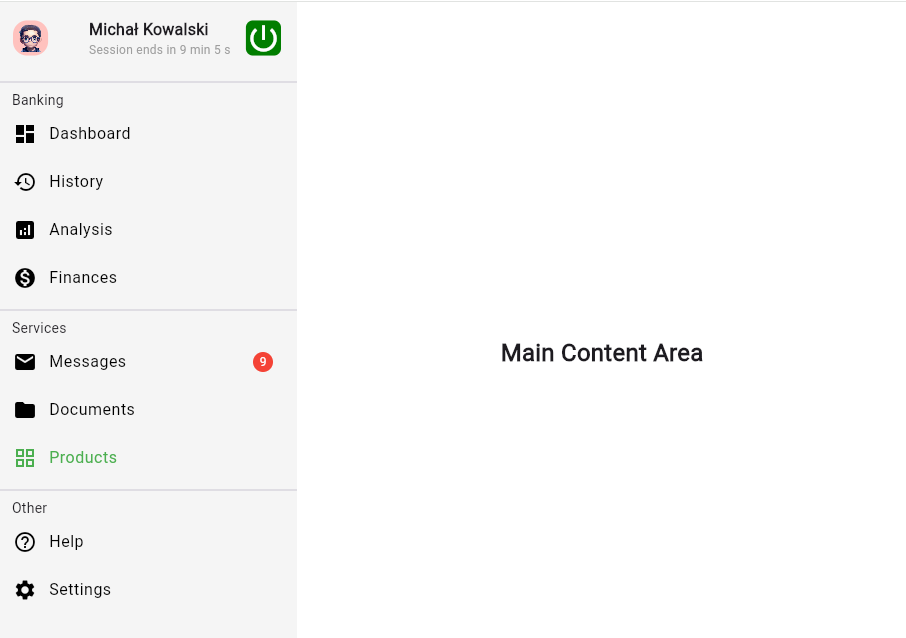 Michał Kowalski
Session ends in 9 min 5 s
Banking
Dashboard
History
Analysis
Finances
Services
Messages 9
Documents
Products
Other
Help
Settings
Main Content Area